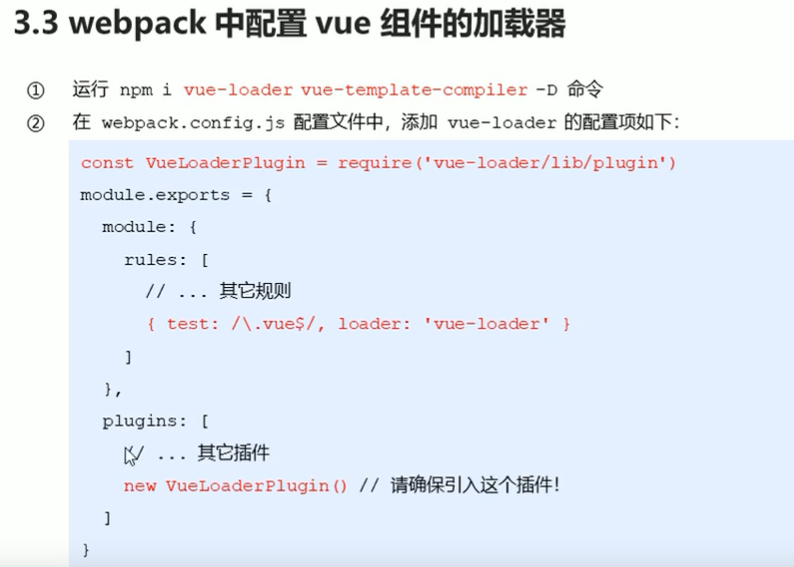 3.3 webpack 中配置 vue 组件的加载器
① 运行 npm i vue-loader vue-template-compiler -D 命令
② 在 webpack.config.js 配置文件中，添加 vue-loader 的配置项如下：
const VueLoaderPlugin = require('vue-loader/lib/plugin')
module.exports = {
  module: {
    rules: [
      // ... 其它规则
      { test: /\.vue$/, loader: 'vue-loader' }
    ]
  },
  plugins: [
    // ... 其它插件
    new VueLoaderPlugin() // 请确保引入这个插件！
  ]
}